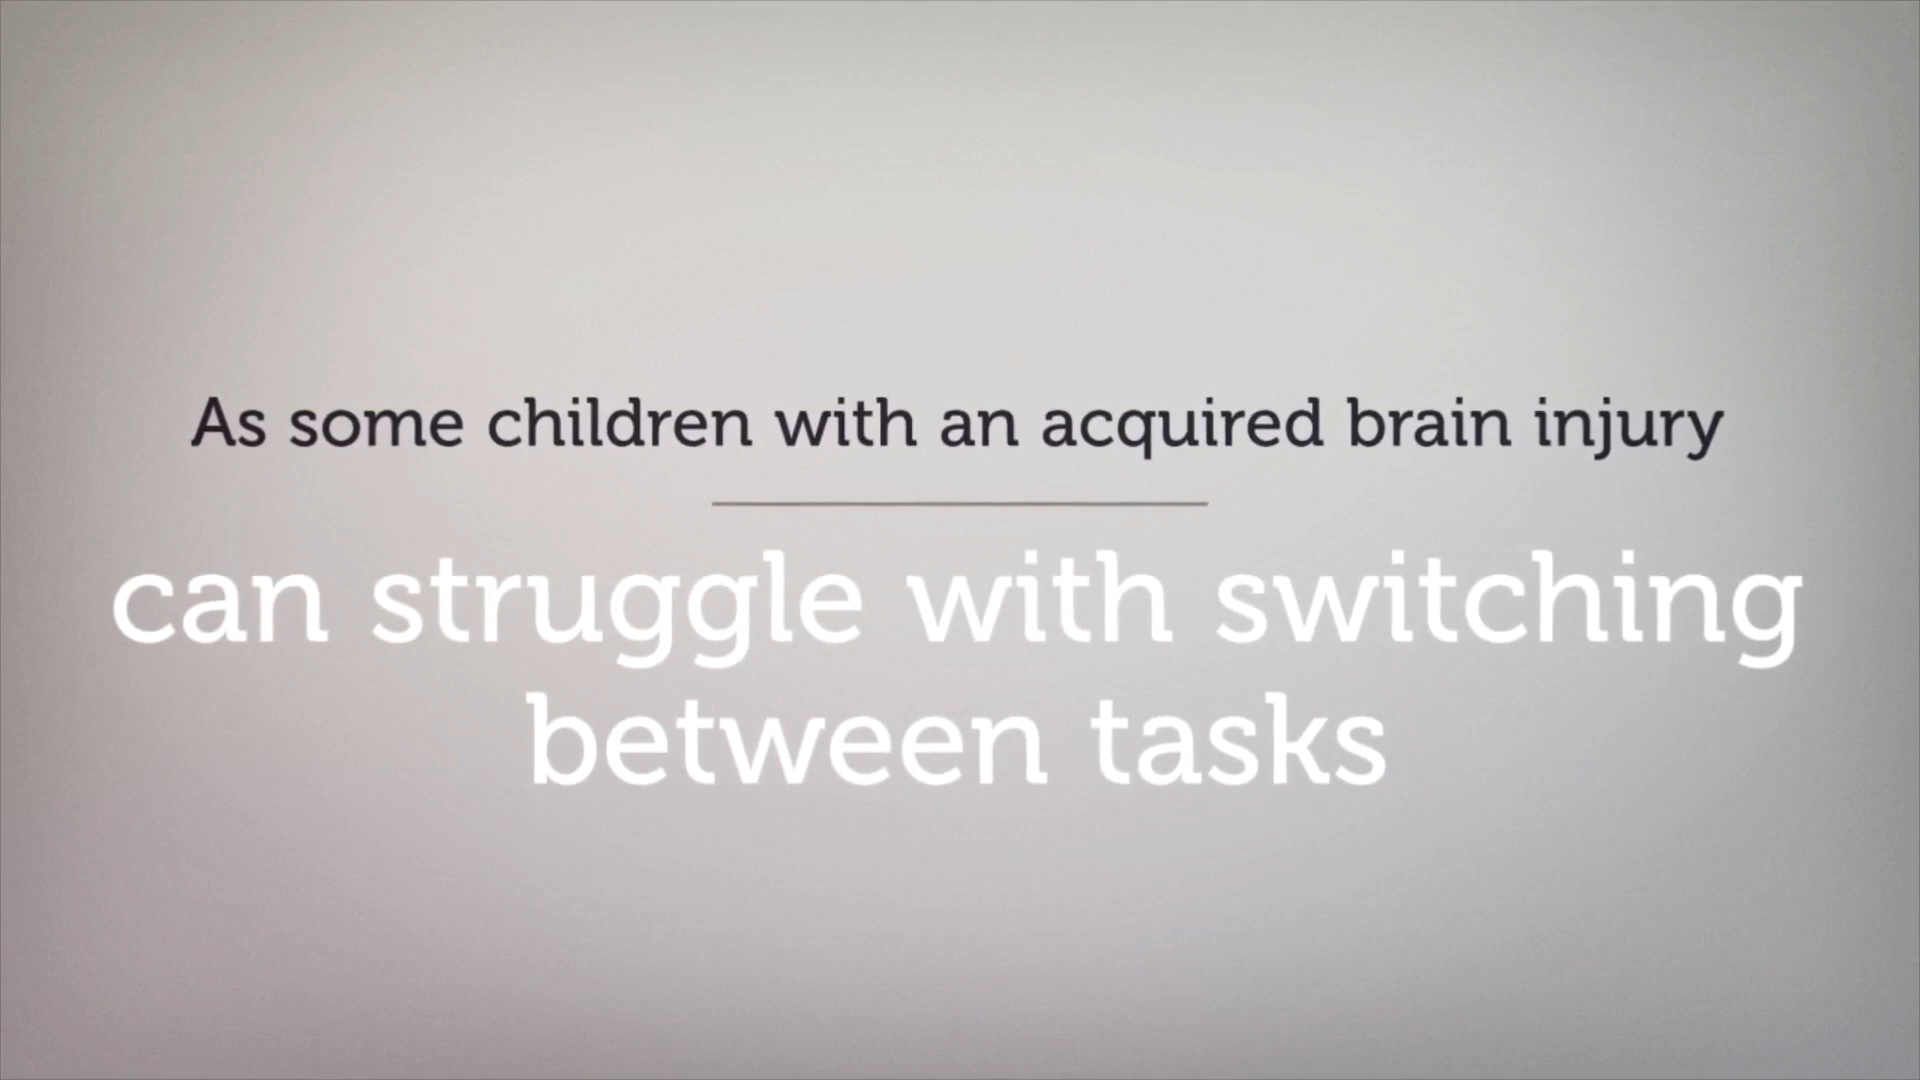 As some children with an acquired brain injury
can struggle with switching
between tasks